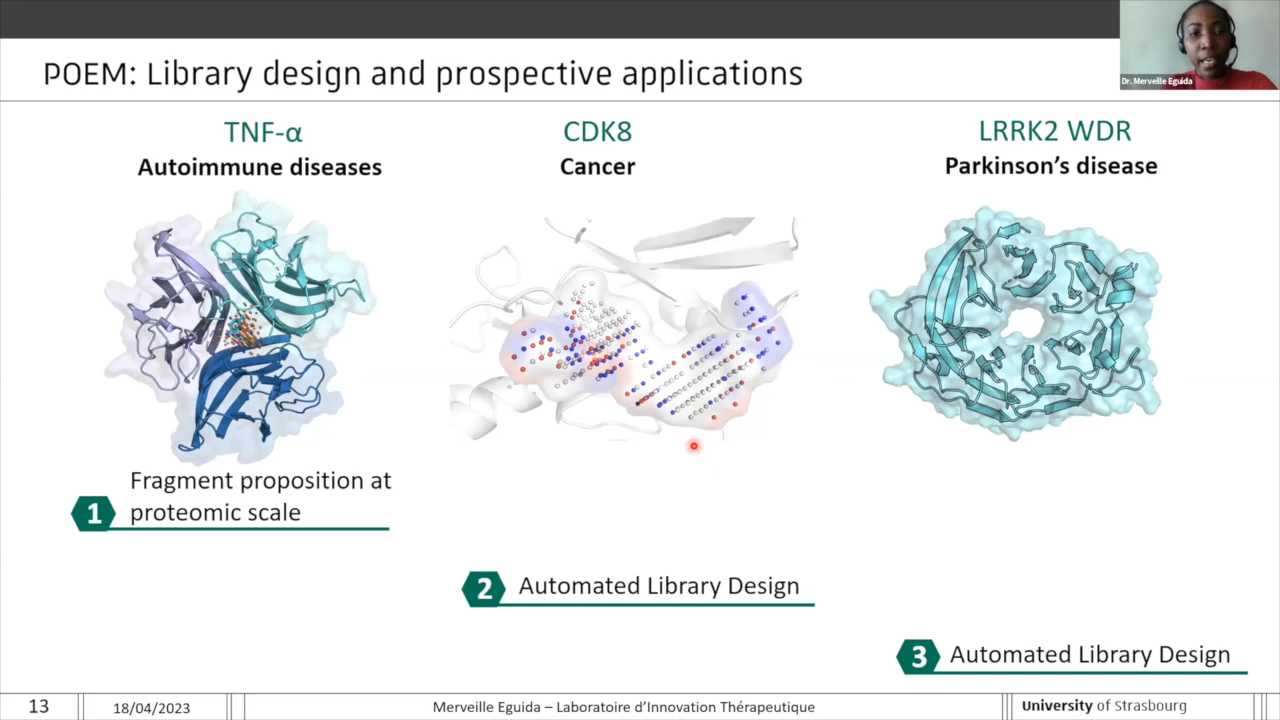 POEM: Library design and prospective applications
Dr. Merveille Eguida
TNF-α
Autoimmune diseases
CDK8
Cancer
LRRK2 WDR
Parkinson's disease
1
Fragment proposition at
proteomic scale
2
Automated Library Design
3
Automated Library Design
13
18/04/2023
Merveille Eguida – Laboratoire d'Innovation Thérapeutique
University of Strasbourg